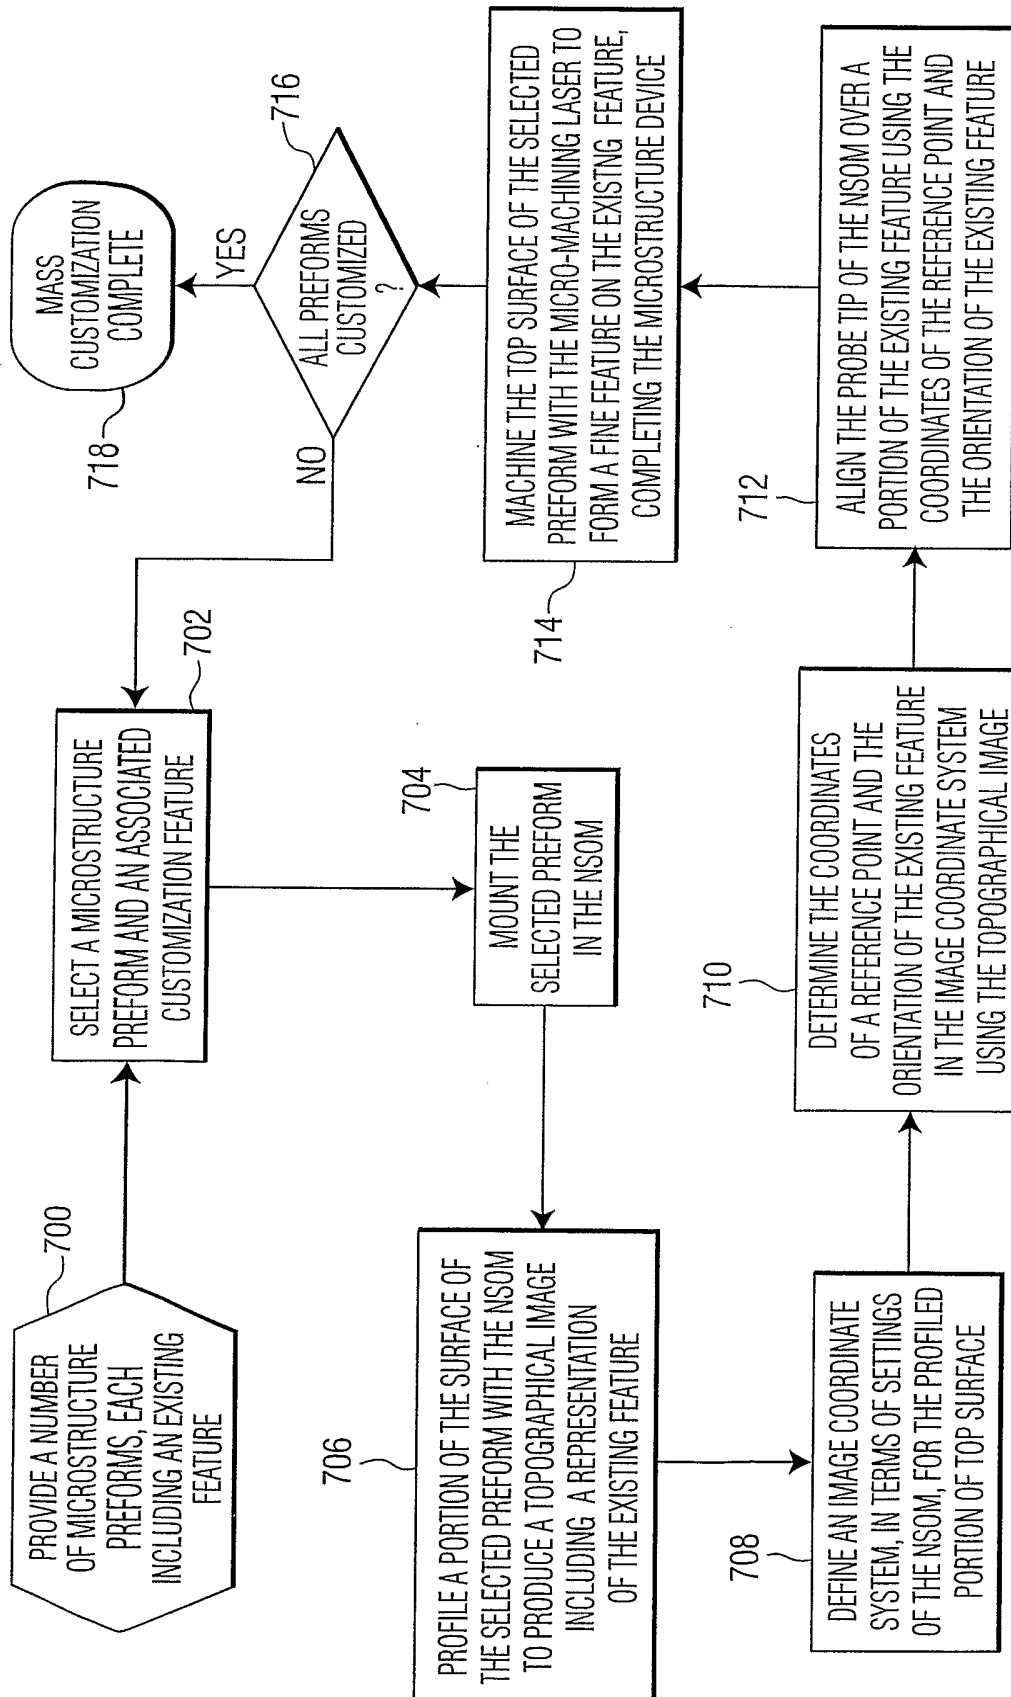 PROVIDE A NUMBER
OF MICROSTRUCTURE
PREFORMS, EACH
INCLUDING AN EXISTING
FEATURE
700
SELECT A MICROSTRUCTURE
PREFORM AND AN ASSOCIATED
CUSTOMIZATION FEATURE
702
MOUNT THE
SELECTED PREFORM
IN THE NSOM
704
PROFILE A PORTION OF THE SURFACE OF
THE SELECTED PREFORM WITH THE NSOM
TO PRODUCE A TOPOGRAPHICAL IMAGE
INCLUDING A REPRESENTATION
OF THE EXISTING FEATURE
706
DEFINE AN IMAGE COORDINATE
SYSTEM, IN TERMS OF SETTINGS
OF THE NSOM, FOR THE PROFILED
PORTION OF TOP SURFACE
708
DETERMINE THE COORDINATES
OF A REFERENCE POINT AND THE
ORIENTATION OF THE EXISTING FEATURE
IN THE IMAGE COORDINATE SYSTEM
USING THE TOPOGRAPHICAL IMAGE
710
ALIGN THE PROBE TIP OF THE NSOM OVER A
PORTION OF THE EXISTING FEATURE USING THE
COORDINATES OF THE REFERENCE POINT AND
THE ORIENTATION OF THE EXISTING FEATURE
712
MACHINE THE TOP SURFACE OF THE SELECTED
PREFORM WITH THE MICRO-MACHINING LASER TO
FORM A FINE FEATURE ON THE EXISTNG FEATURE,
COMPLETING THE MICROSTRUCTURE DEVICE
714
ALL PREFORMS
CUSTOMIZED
?
716
NO
YES
MASS
CUSTOMIZATION
COMPLETE
718